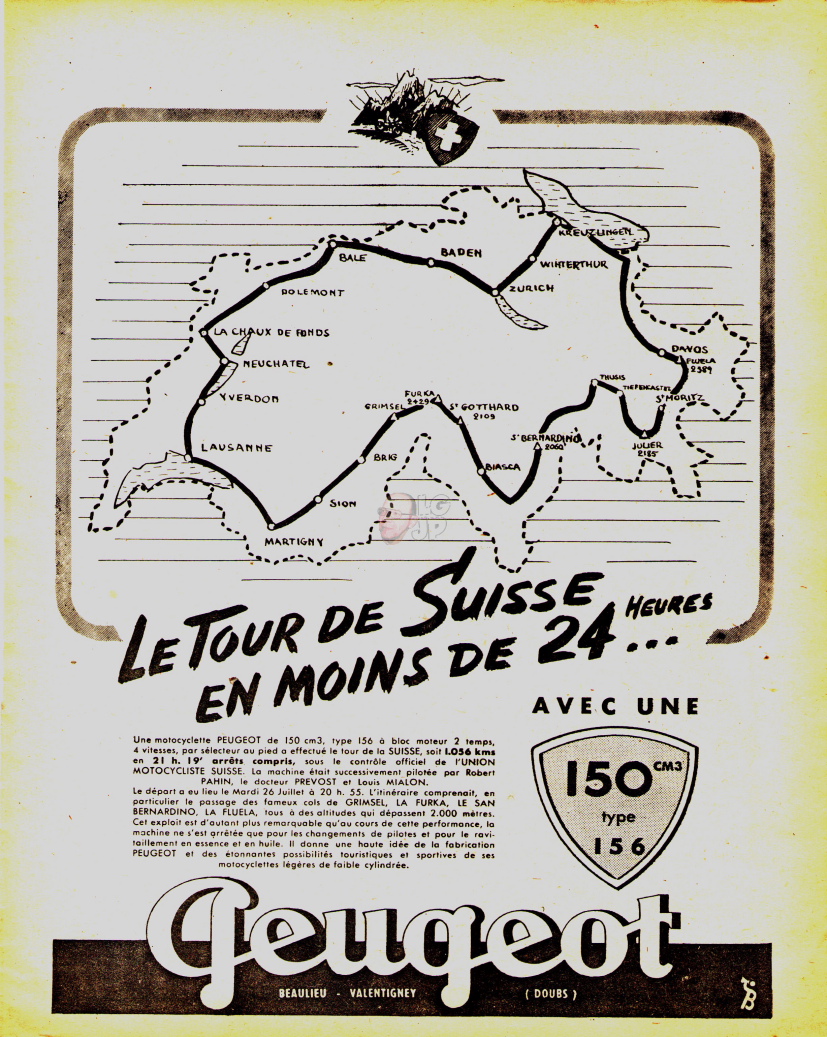 KREUZLINGEN
BALE
BADEN
WINTERTHUR
DOLEMONT
ZURICH
LA CHAUX DE FONDS
DAVOS
NEUCHATEL
FLUELA
2389
THUSIS
TIEFENKASTEL
YVERDON
FURKA
2429
ST MORITZ
GRIMSEL
ST GOTTHARD
2109
ST BERNARDINO
2060
JULIER
2185
LAUSANNE
BRIG
BIASCA
SION
MARTIGNY
LG
JP
LE TOUR DE SUISSE
EN MOINS DE 24 HEURES...
AVEC UNE
150 CM3
type
156
Une motocyclette PEUGEOT de 150 cm3, type 156 à bloc moteur 2 temps,
4 vitesses, par sélecteur au pied a effectué le tour de la SUISSE, soit 1.056 kms
en 21 h. 19' arrêts compris, sous le contrôle officiel de l'UNION
MOTOCYCLISTE SUISSE. La machine était successivement pilotée par Robert
PAHIN, le docteur PREVOST et Louis MIALON.
Le départ a eu lieu le Mardi 26 Juillet à 20 h. 55. L'itinéraire comprenait, en
particulier le passage des fameux cols de GRIMSEL, LA FURKA, LE SAN
BERNARDINO, LA FLUELA, tous à des altitudes qui dépassent 2.000 mètres.
Cet exploit est d'autant plus remarquable qu'au cours de cette performance, la
machine ne s'est arrêtée que pour les changements de pilotes et pour le ravi-
taillement en essence et en huile. Il donne une haute idée de la fabrication
PEUGEOT et des étonnantes possibilités touristiques et sportives de ses
motocyclettes légères de faible cylindrée.
Peugeot
BEAULIEU - VALENTIGNEY (DOUBS)